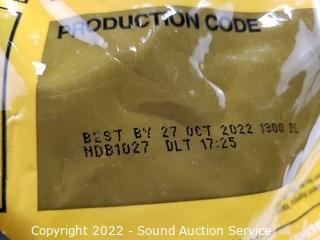 PRODUCTION CODE
BEST BY 27 OCT 2022 1300 DL
NDB1027 DLT 17:25
Copyright 2022 - Sound Auction Service